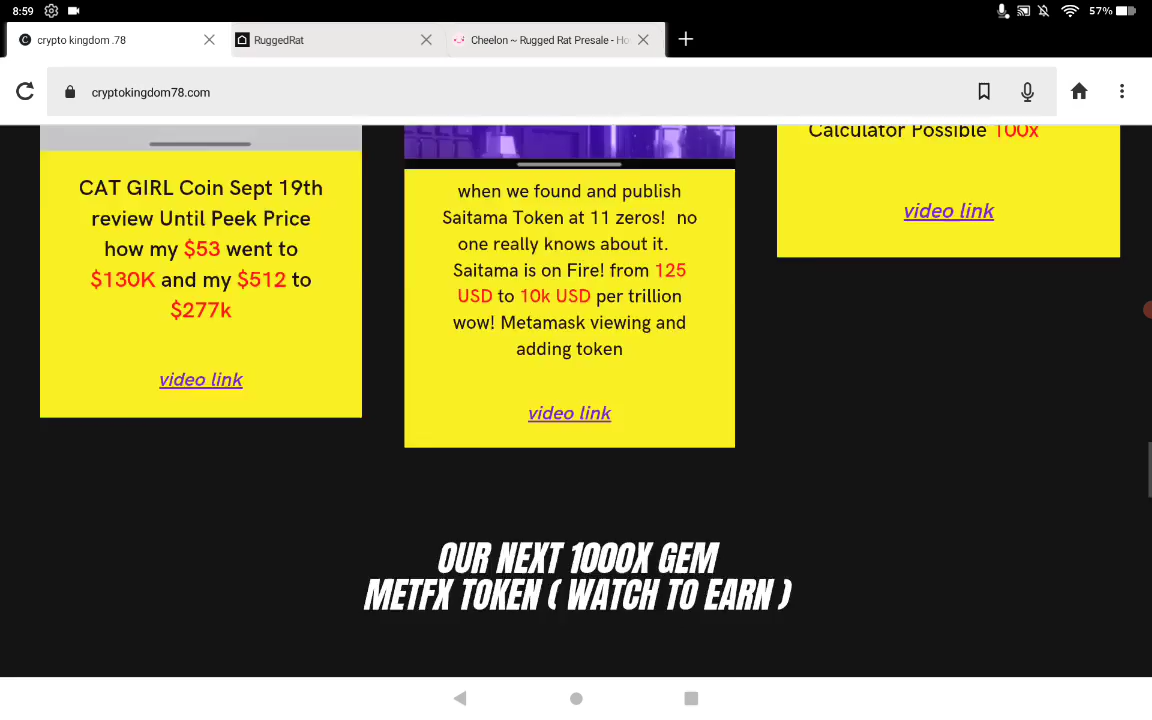 8:59
57%
crypto kingdom .78
RuggedRat
Cheelon ~ Rugged Rat Presale - Ho
cryptokingdom78.com
CAT GIRL Coin Sept 19th
review Until Peek Price
how my $53 went to
$130K and my $512 to
$277k
video link
when we found and publish
Saitama Token at 11 zeros!  no
one really knows about it.
Saitama is on Fire! from 125
USD to 10k USD per trillion
wow! Metamask viewing and
adding token
video link
Calculator Possible 100x
video link
OUR NEXT 1000X GEM
METFX TOKEN ( WATCH TO EARN )